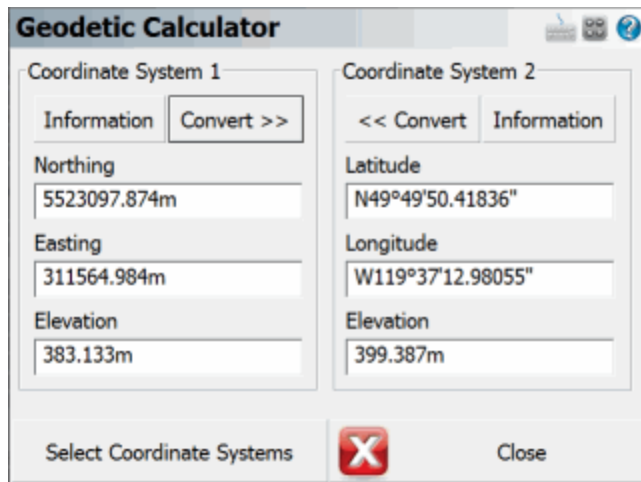 Geodetic Calculator
Coordinate System 1
Information
Convert >>
Northing
5523097.874m
Easting
311564.984m
Elevation
383.133m
Coordinate System 2
<< Convert
Information
Latitude
N49°49'50.41836"
Longitude
W119°37'12.98055"
Elevation
399.387m
Select Coordinate Systems
X
Close